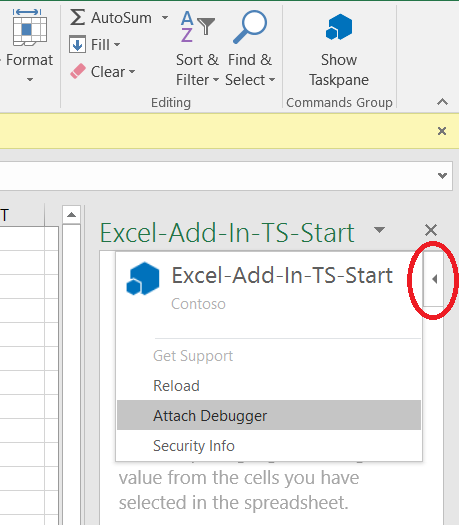 AutoSum
Format
Fill
Clear
Sort &
Filter
Find &
Select
Editing
Show
Taskpane
Commands Group
T
Excel-Add-In-TS-Start
Excel-Add-In-TS-Start
Contoso
Get Support
Reload
Attach Debugger
Security Info
value from the cells you have
selected in the spreadsheet.